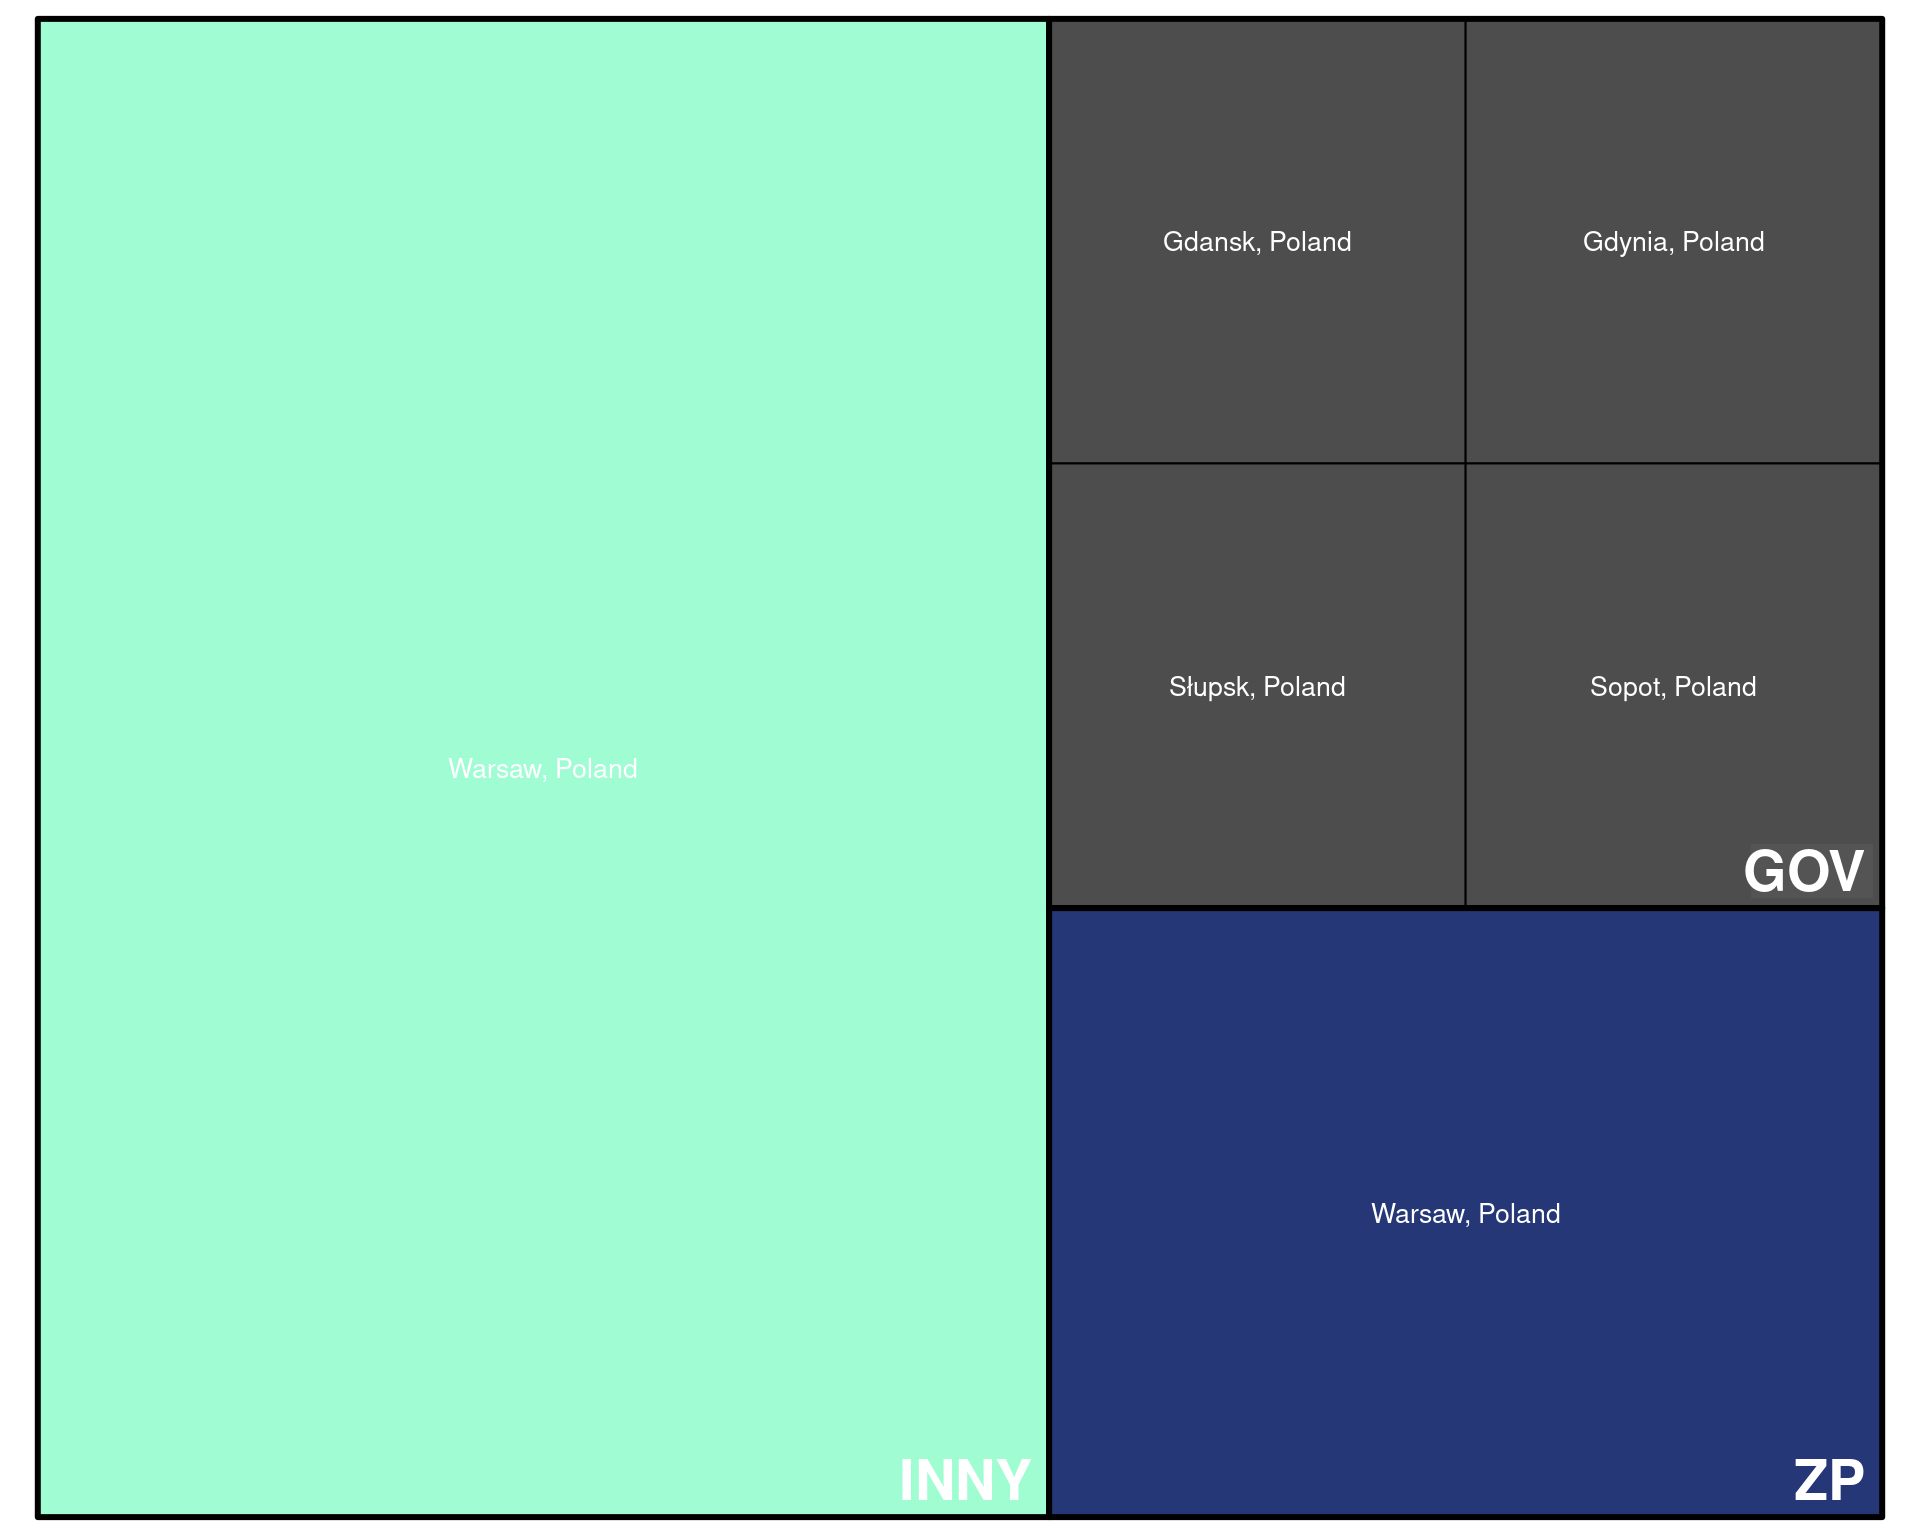 Warsaw, Poland
INNY
Gdansk, Poland
Gdynia, Poland
Słupsk, Poland
Sopot, Poland
GOV
Warsaw, Poland
ZP